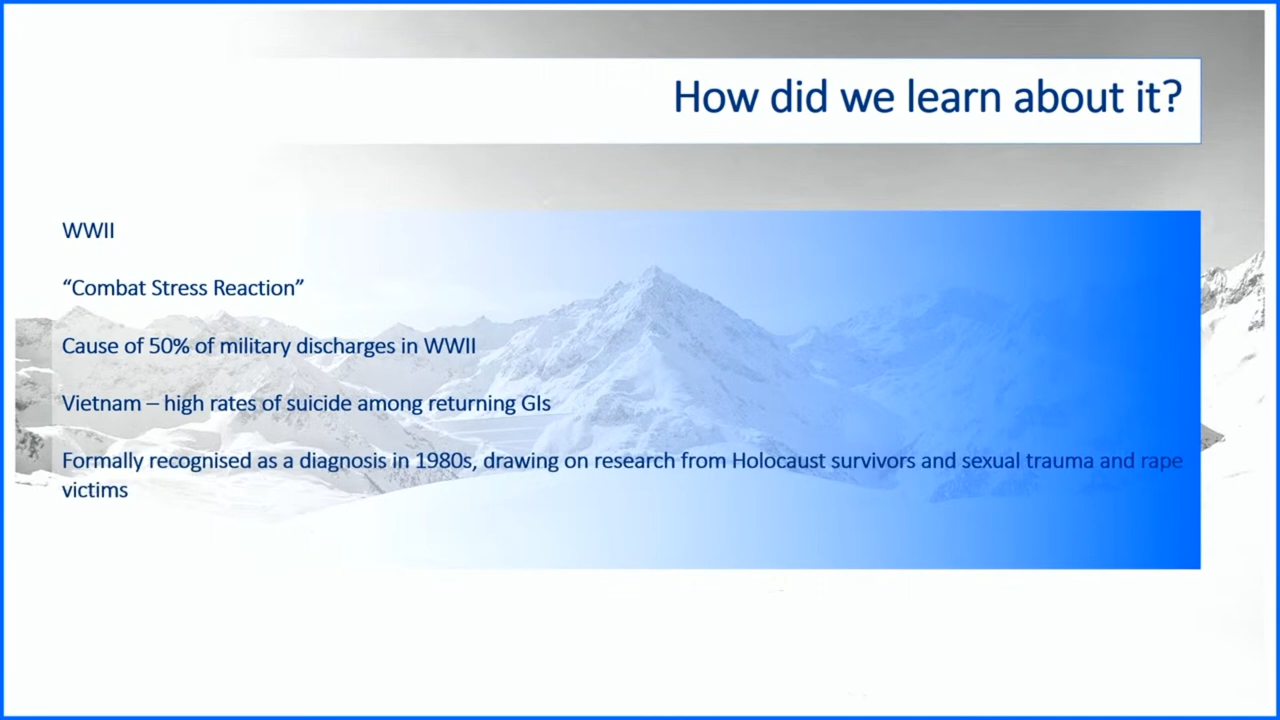 How did we learn about it?
WWII
“Combat Stress Reaction”
Cause of 50% of military discharges in WWII
Vietnam – high rates of suicide among returning GIs
Formally recognised as a diagnosis in 1980s, drawing on research from Holocaust survivors and sexual trauma and rape
victims